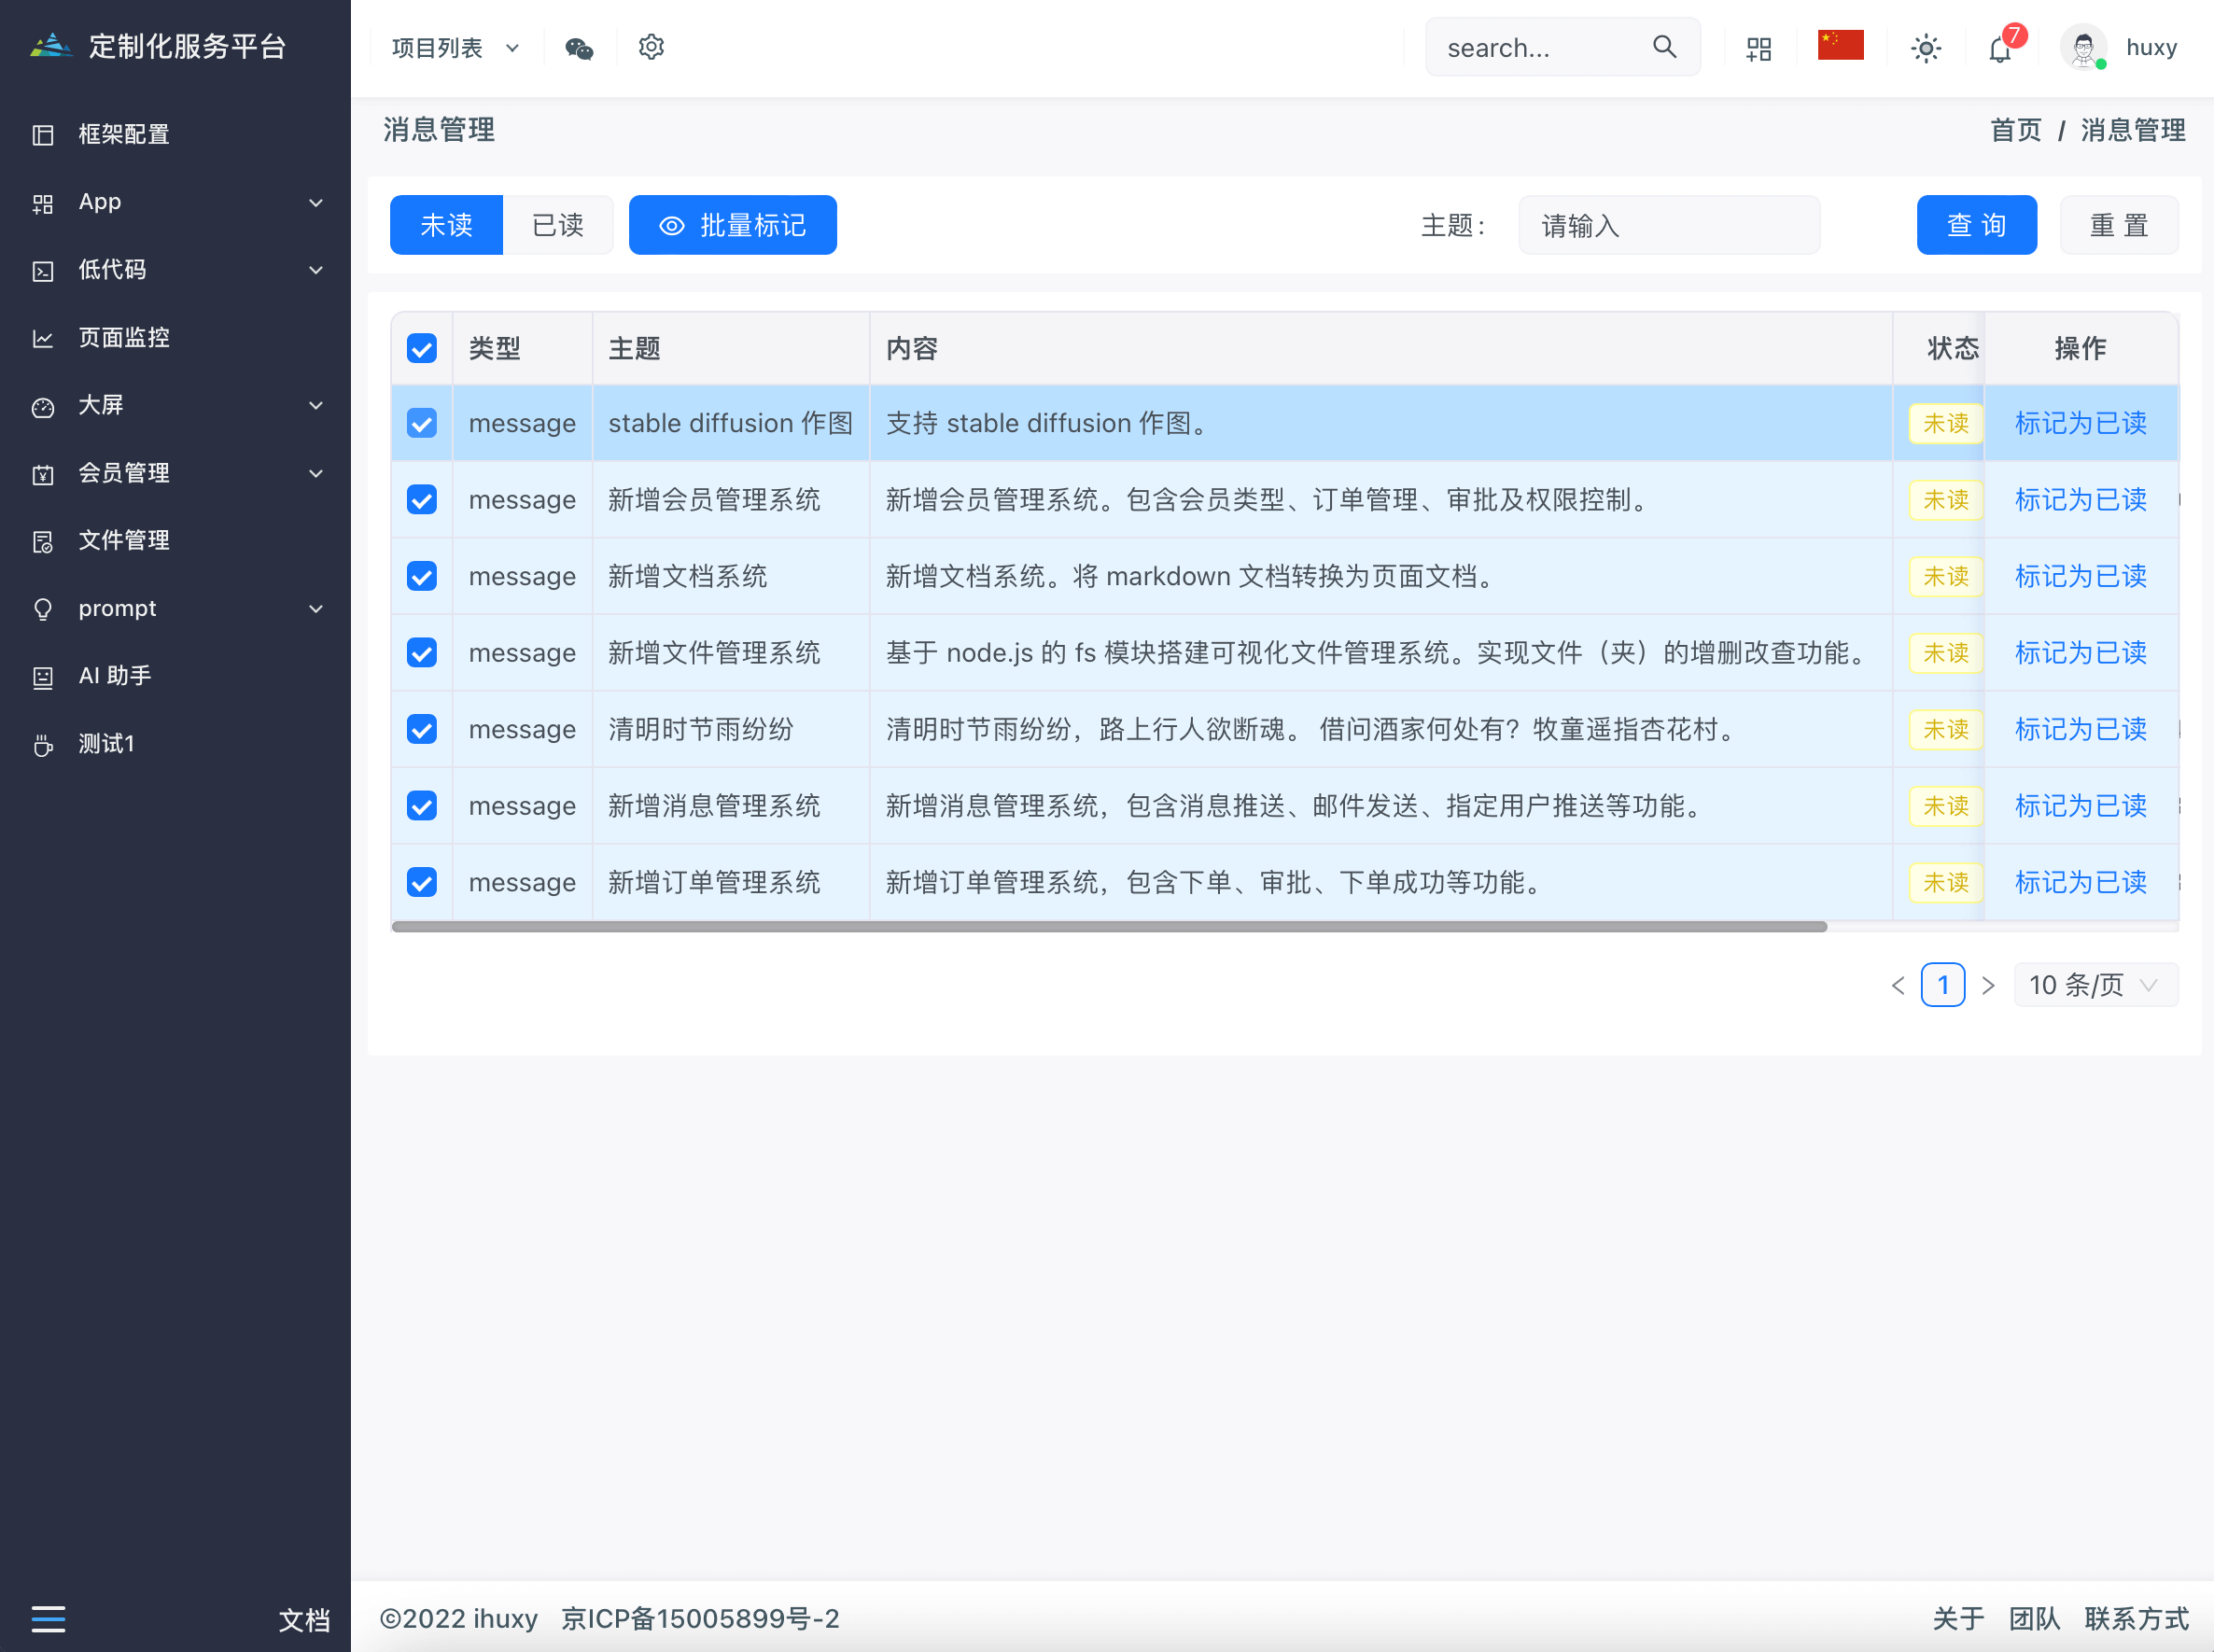 定制化服务平台
项目列表
search...
7
huxy
框架配置
App
低代码
页面监控
大屏
会员管理
文件管理
prompt
AI 助手
测试1
文档
消息管理
首页 / 消息管理
未读 已读 批量标记 主题： 请输入 查 询 重 置
类型 主题 内容 状态 操作
message stable diffusion 作图 支持 stable diffusion 作图。 未读 标记为已读
message 新增会员管理系统 新增会员管理系统。包含会员类型、订单管理、审批及权限控制。 未读 标记为已读
message 新增文档系统 新增文档系统。将 markdown 文档转换为页面文档。 未读 标记为已读
message 新增文件管理系统 基于 node.js 的 fs 模块搭建可视化文件管理系统。实现文件（夹）的增删改查功能。 未读 标记为已读
message 清明时节雨纷纷 清明时节雨纷纷，路上行人欲断魂。 借问酒家何处有？牧童遥指杏花村。 未读 标记为已读
message 新增消息管理系统 新增消息管理系统，包含消息推送、邮件发送、指定用户推送等功能。 未读 标记为已读
message 新增订单管理系统 新增订单管理系统，包含下单、审批、下单成功等功能。 未读 标记为已读
1 10 条/页
©2022 ihuxy 京ICP备15005899号-2
关于 团队 联系方式